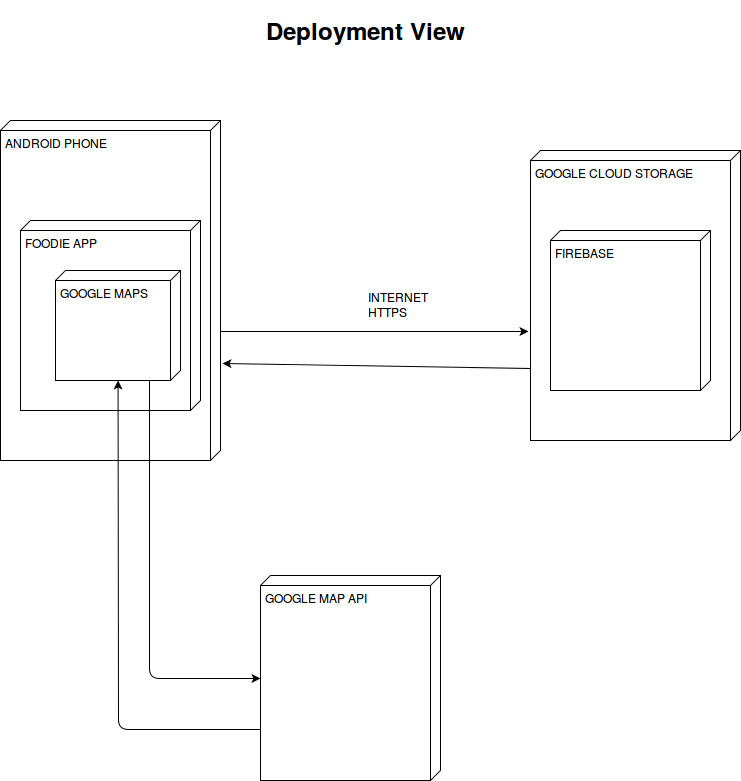 Deployment View
ANDROID PHONE
FOODIE APP
GOOGLE MAPS
INTERNET
HTTPS
GOOGLE CLOUD STORAGE
FIREBASE
GOOGLE MAP API